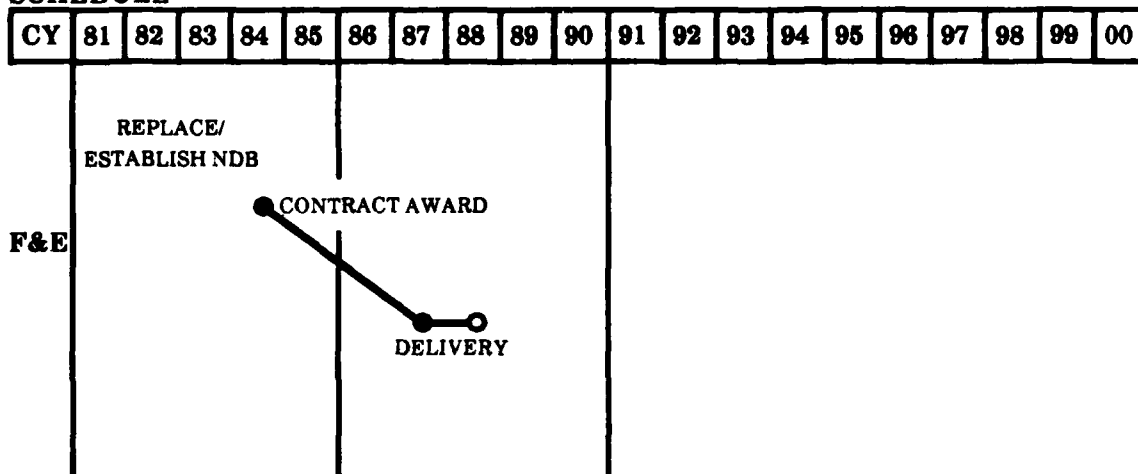 CY 81 82 83 84 85 86 87 88 89 90 91 92 93 94 95 96 97 98 99 00
REPLACE/
ESTABLISH NDB
CONTRACT AWARD
F&E
DELIVERY